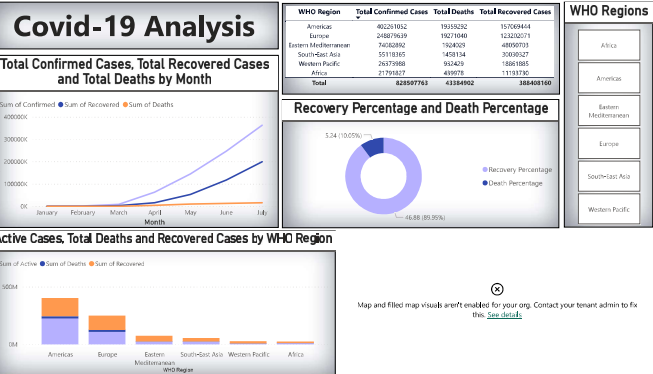 Covid-19 Analysis
WHO Region Total Confirmed Cases Total Deaths Total Recovered Cases
Americas 402261052 19359292 157069444
Europe 248879639 19271040 123202071
Eastern Mediterranean 74082892 1924029 48050703
South-East Asia 55118365 1458134 30030327
Western Pacific 26373988 932429 18861885
Africa 21791827 439978 11193730
Total 828507763 43384902 388408160
WHO Regions
Africa
Americas
Eastern
Mediterranean
Europe
South-East Asia
Western Pacific
Total Confirmed Cases, Total Recovered Cases
and Total Deaths by Month
Sum of Confirmed Sum of Recovered Sum of Deaths
400000K
300000K
200000K
100000K
0K
January February March April May June July
Month
Recovery Percentage and Death Percentage
5.24 (10.05%)
46.88 (89.95%)
Recovery Percentage
Death Percentage
Active Cases, Total Deaths and Recovered Cases by WHO Region
Sum of Active Sum of Deaths Sum of Recovered
500M
0M
Americas Europe Eastern South-East Asia Western Pacific Africa
Mediterranean
WHO Region
Map and filled map visuals aren't enabled for your org. Contact your tenant admin to fix
this. See details